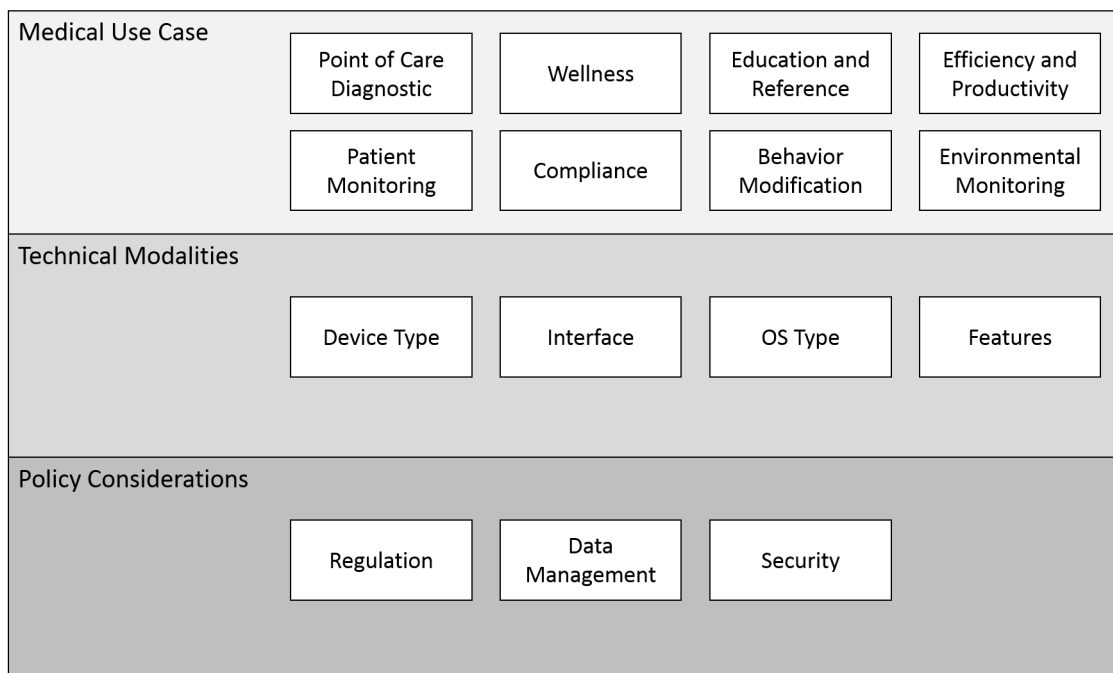 Medical Use Case
Point of Care
Diagnostic
Wellness
Education and
Reference
Efficiency and
Productivity
Patient
Monitoring
Compliance
Behavior
Modification
Environmental
Monitoring
Technical Modalities
Device Type
Interface
OS Type
Features
Policy Considerations
Regulation
Data
Management
Security